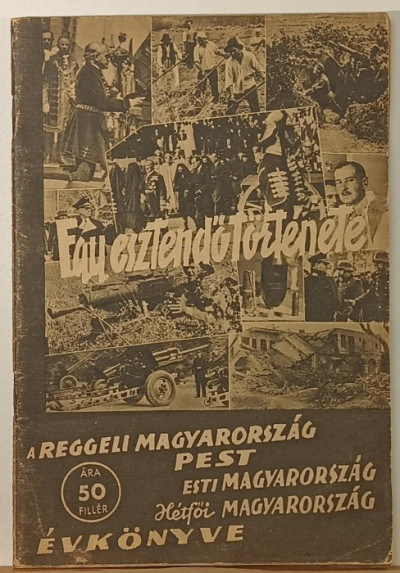 Egy esztendő története
A REGGELI MAGYARORSZÁG
PEST
ESTI MAGYARORSZÁG
Hétfői MAGYARORSZÁG
ÉVKÖNYVE
ÁRA
50
FILLÉR